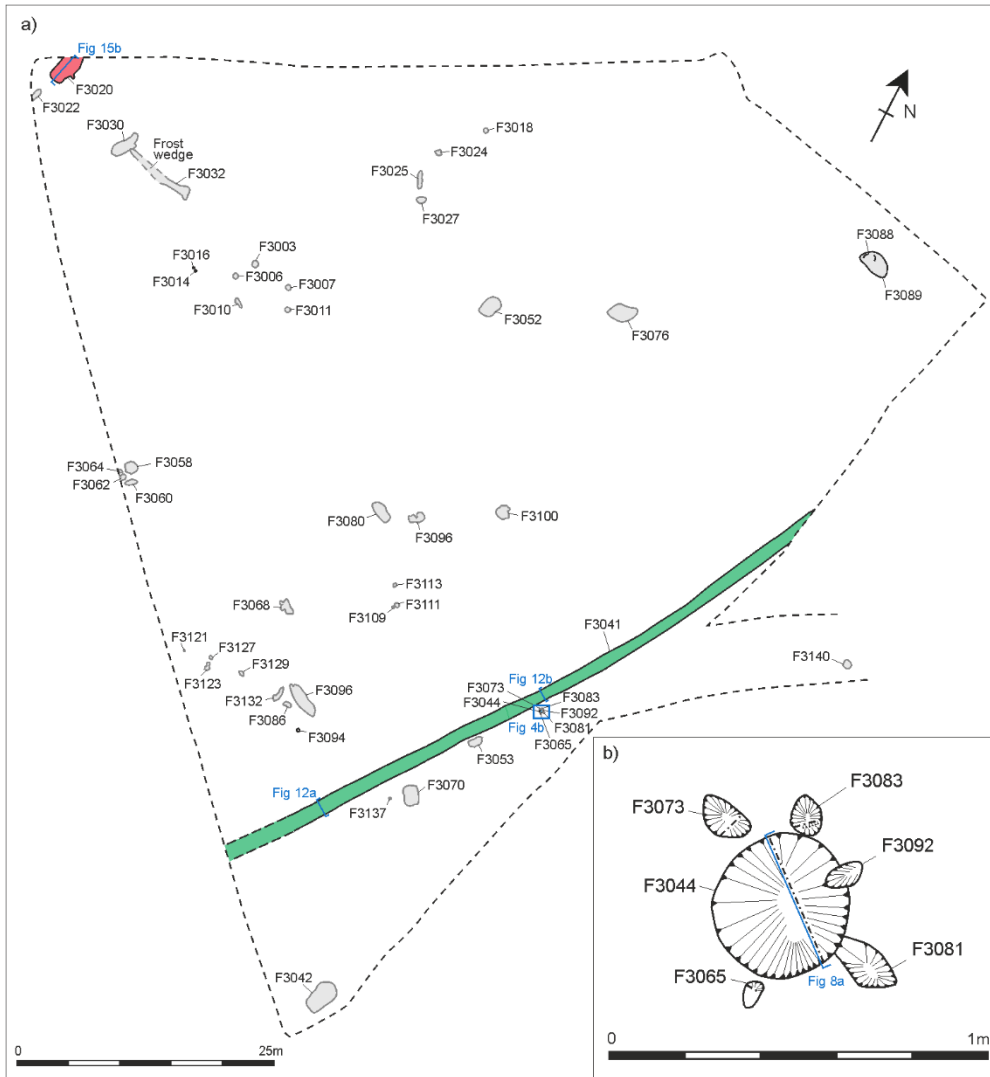 a)
Fig 15b
F3020
F3022
F3030
Frost
wedge
F3032
F3018
F3024
F3025
F3027
N
F3088
F3089
F3003
F3016
F3014
F3006
F3007
F3010
F3011
F3052
F3076
F3064
F3058
F3062
F3060
F3080
F3096
F3100
F3113
F3068
F3109
F3111
F3121
F3127
F3123
F3129
F3132
F3096
F3086
F3094
F3041
F3140
Fig 12b
F3073
F3083
F3044
F3092
F3081
Fig 4b
F3065
F3053
Fig 12a
F3137
F3070
F3042
0
25m
b)
F3073
F3083
F3092
F3044
F3081
F3065
Fig 8a
0
1m